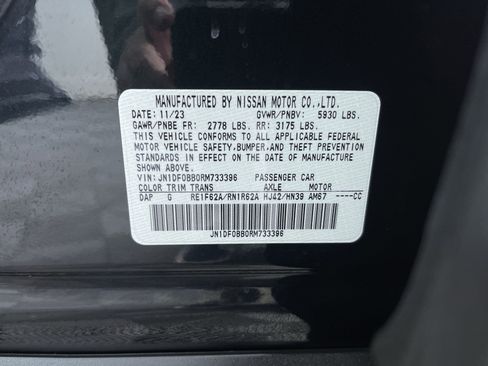 MANUFACTURED BY NISSAN MOTOR CO.,LTD.
DATE: 11/23 GVWR/PNBV: 5930 LBS.
GAWR/PNBE FR: 2778 LBS. RR: 3175 LBS.
THIS VEHICLE CONFORMS TO ALL APPLICABLE FEDERAL
MOTOR VEHICLE SAFETY,BUMPER,AND THEFT PREVENTION
STANDARDS IN EFFECT ON THE DATE OF MANUFACTURE
SHOWN ABOVE.
VIN:JN1DF0BB0RM733396 PASSENGER CAR
COLOR TRIM TRANS AXLE MOTOR
DAP G RE1F62A/RN1R62A HJ42/HN39 AM67 ----CC
JN1DF0BB0RM733396